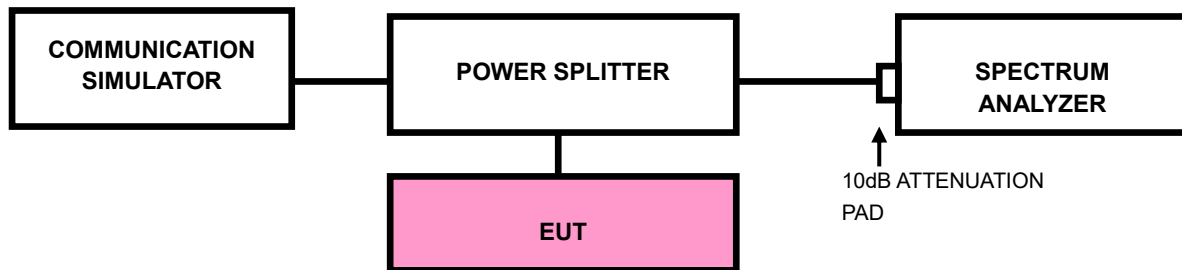 COMMUNICATION
SIMULATOR
POWER SPLITTER
SPECTRUM
ANALYZER
10dB ATTENUATION
PAD
EUT